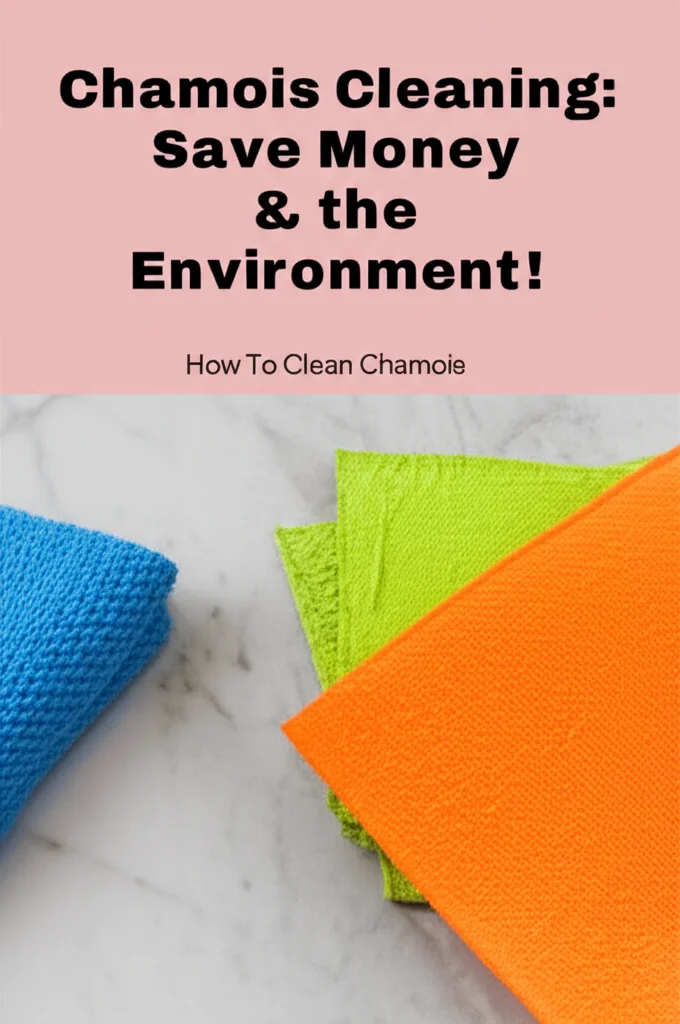 Chamois Cleaning:
Save Money
& the
Environment!
How To Clean Chamoie